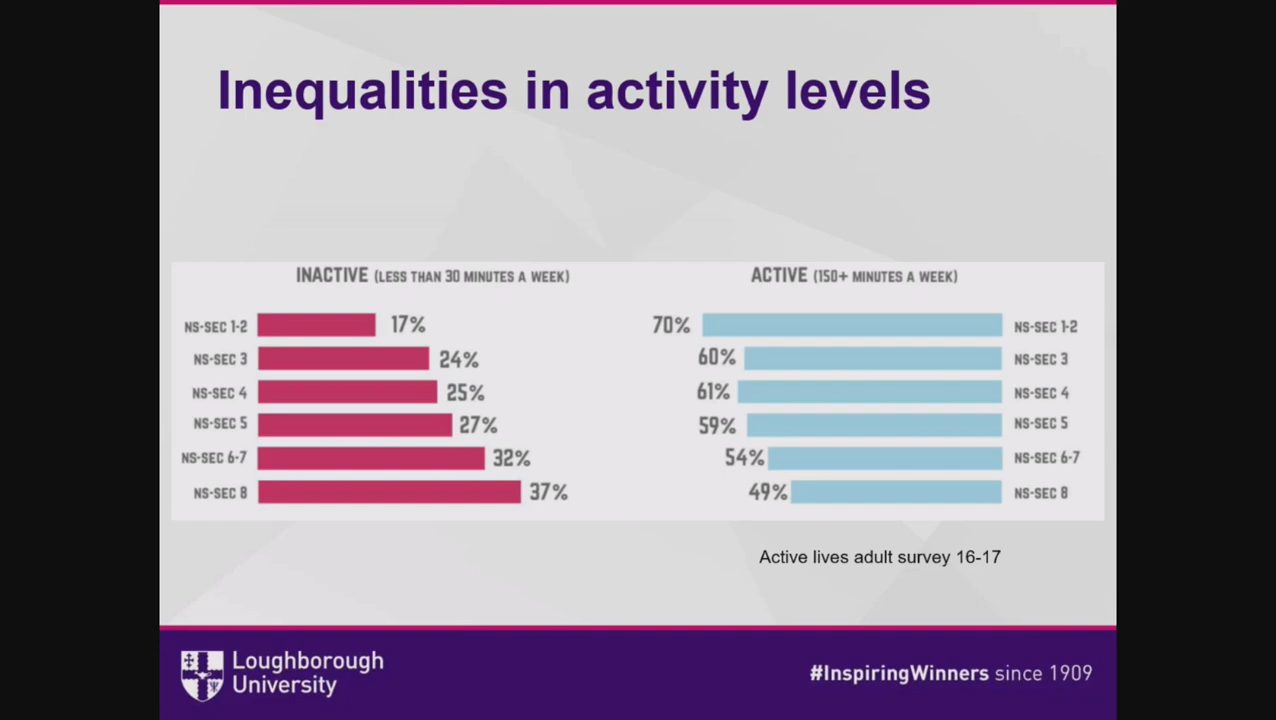 Inequalities in activity levels
INACTIVE (LESS THAN 30 MINUTES A WEEK)
NS-SEC 1-2 17%
NS-SEC 3 24%
NS-SEC 4 25%
NS-SEC 5 27%
NS-SEC 6-7 32%
NS-SEC 8 37%
ACTIVE (150+ MINUTES A WEEK)
70% NS-SEC 1-2
60% NS-SEC 3
61% NS-SEC 4
59% NS-SEC 5
54% NS-SEC 6-7
49% NS-SEC 8
Active lives adult survey 16-17
Loughborough
University
#InspiringWinners since 1909